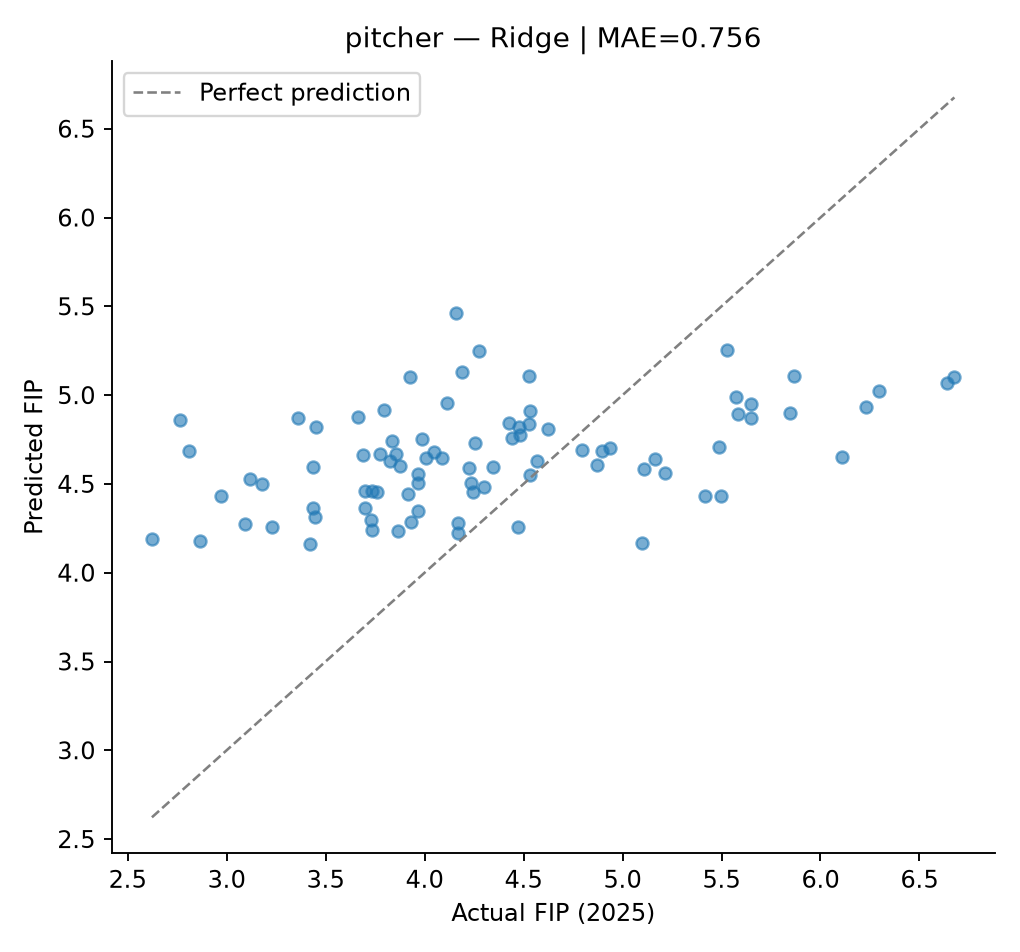 pitcher — Ridge | MAE=0.756
Perfect prediction
6.5
6.0
5.5
5.0
4.5
4.0
3.5
3.0
2.5
Predicted FIP
2.5 3.0 3.5 4.0 4.5 5.0 5.5 6.0 6.5
Actual FIP (2025)